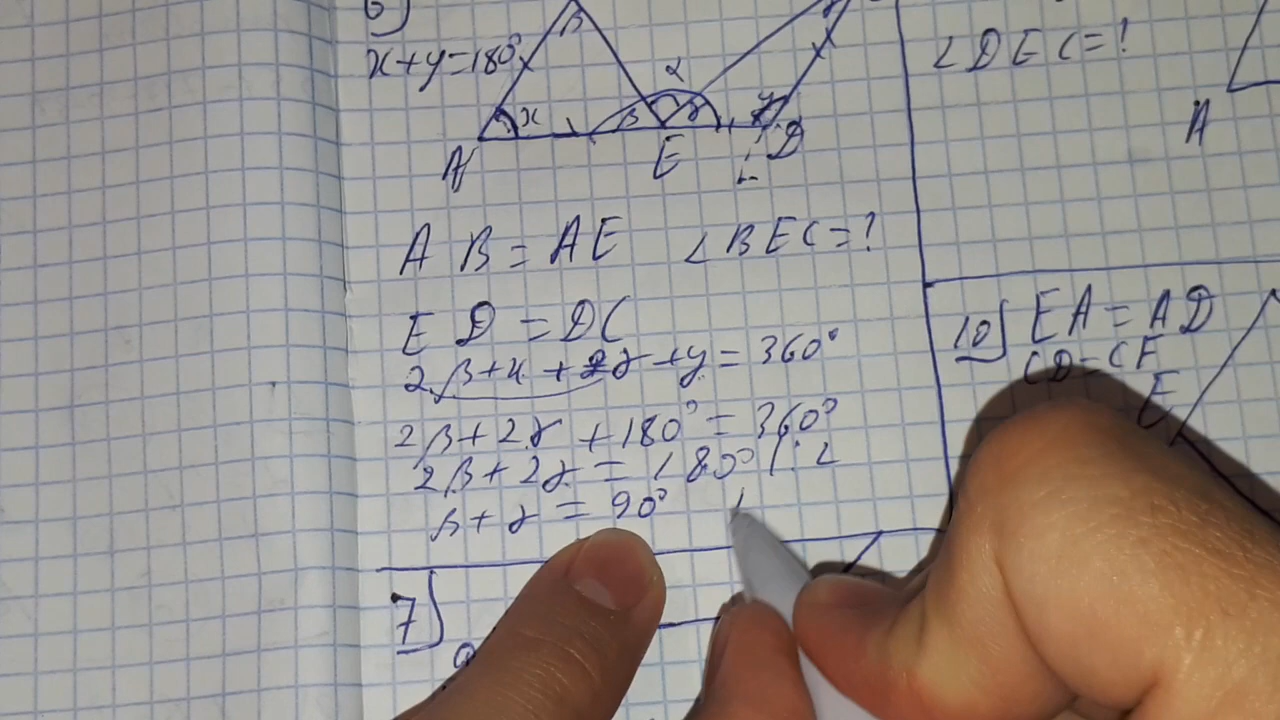 6)
x+y=180°
β
α
x
β
γ
y
A
E
D
AB=AE ∠BEC=?
ED=DC
2β+x+2γ+y=360°
2β+2γ+180°=360°
2β+2γ=180° |:2
β+γ=90°
7)
∠DEC=?
A
10) EA=AD
CD=CF
E